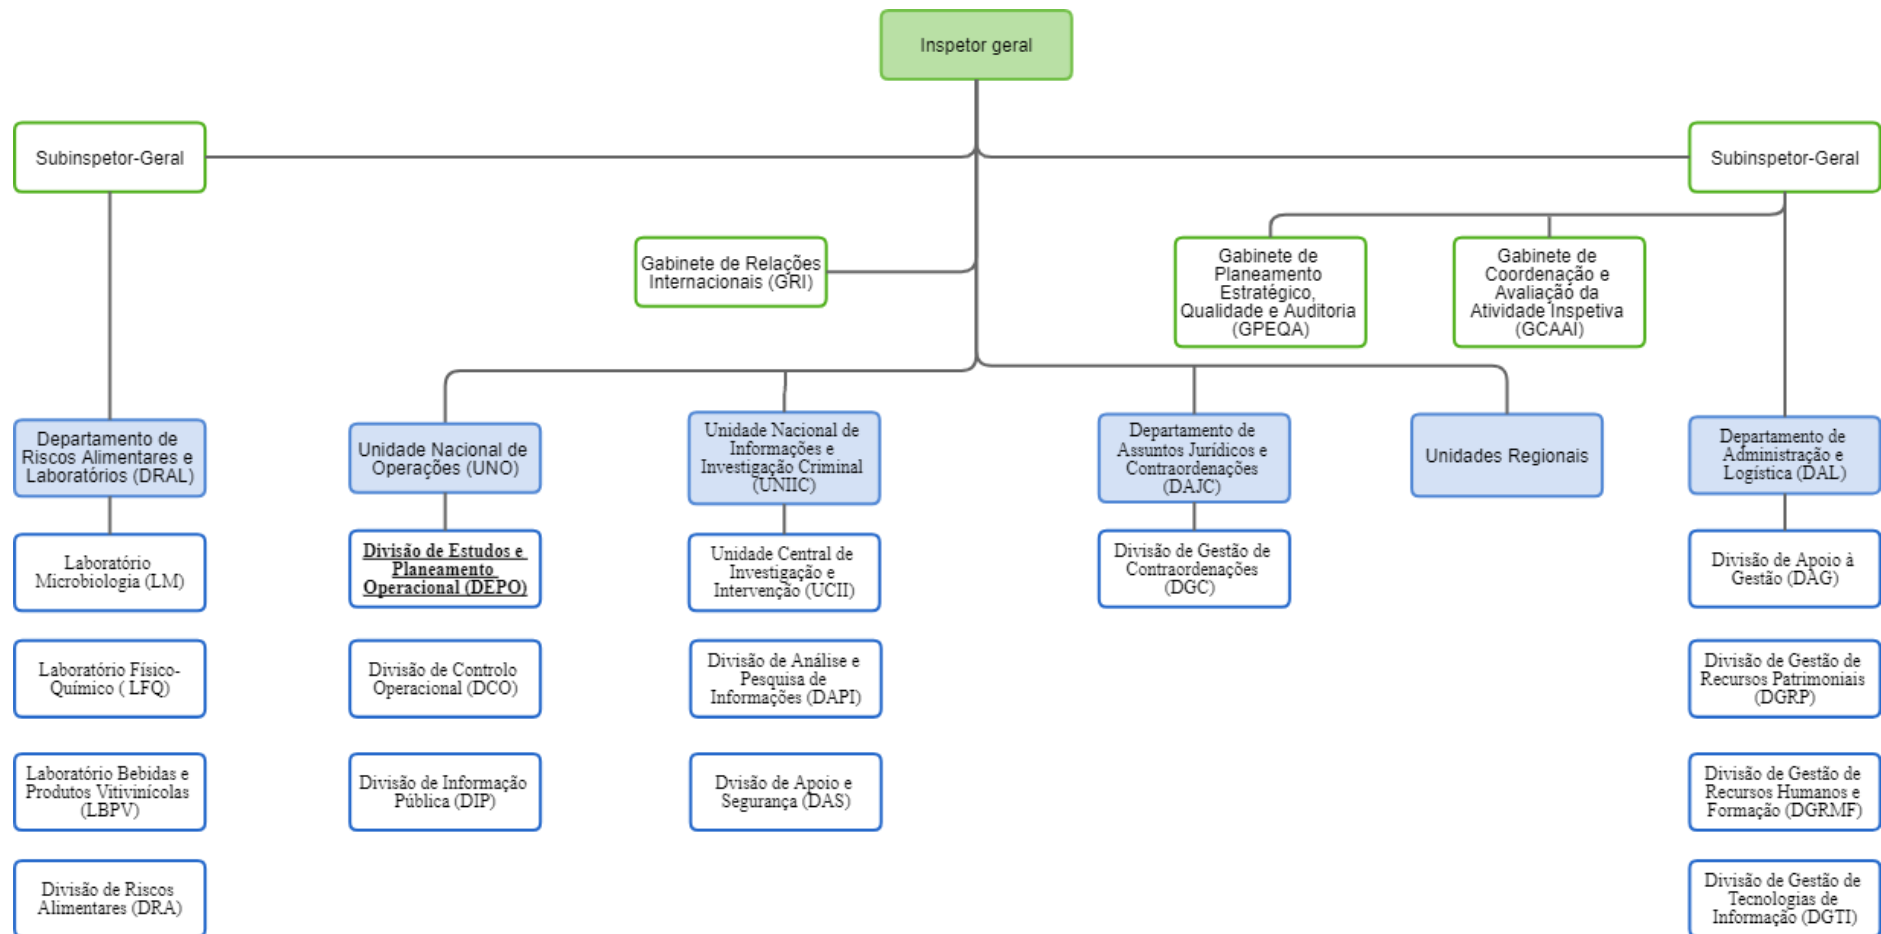 Inspetor geral
Subinspetor-Geral
Subinspetor-Geral
Gabinete de Relações
Internacionais (GRI)
Gabinete de
Planeamento
Estratégico,
Qualidade e Auditoria
(GPEQA)
Gabinete de
Coordenação e
Avaliação da
Atividade Inspetiva
(GCAAI)
Departamento de
Riscos Alimentares e
Laboratórios (DRAL)
Unidade Nacional de
Operações (UNO)
Unidade Nacional de
Informações e
Investigação Criminal
(UNIIC)
Departamento de
Assuntos Jurídicos e
Contraordenações
(DAJC)
Unidades Regionais
Departamento de
Administração e
Logística (DAL)
Laboratório
Microbiologia (LM)
Divisão de Estudos e
Planeamento
Operacional (DEPO)
Unidade Central de
Investigação e
Intervenção (UCII)
Divisão de Gestão de
Contraordenações
(DGC)
Divisão de Apoio à
Gestão (DAG)
Laboratório Físico-
Químico ( LFQ)
Divisão de Controlo
Operacional (DCO)
Divisão de Análise e
Pesquisa de
Informações (DAPI)
Divisão de Gestão de
Recursos Patrimoniais
(DGRP)
Laboratório Bebidas e
Produtos Vitivinícolas
(LBPV)
Divisão de Informação
Pública (DIP)
Dvisão de Apoio e
Segurança (DAS)
Divisão de Gestão de
Recursos Humanos e
Formação (DGRMF)
Divisão de Riscos
Alimentares (DRA)
Divisão de Gestão de
Tecnologias de
Informação (DGTI)